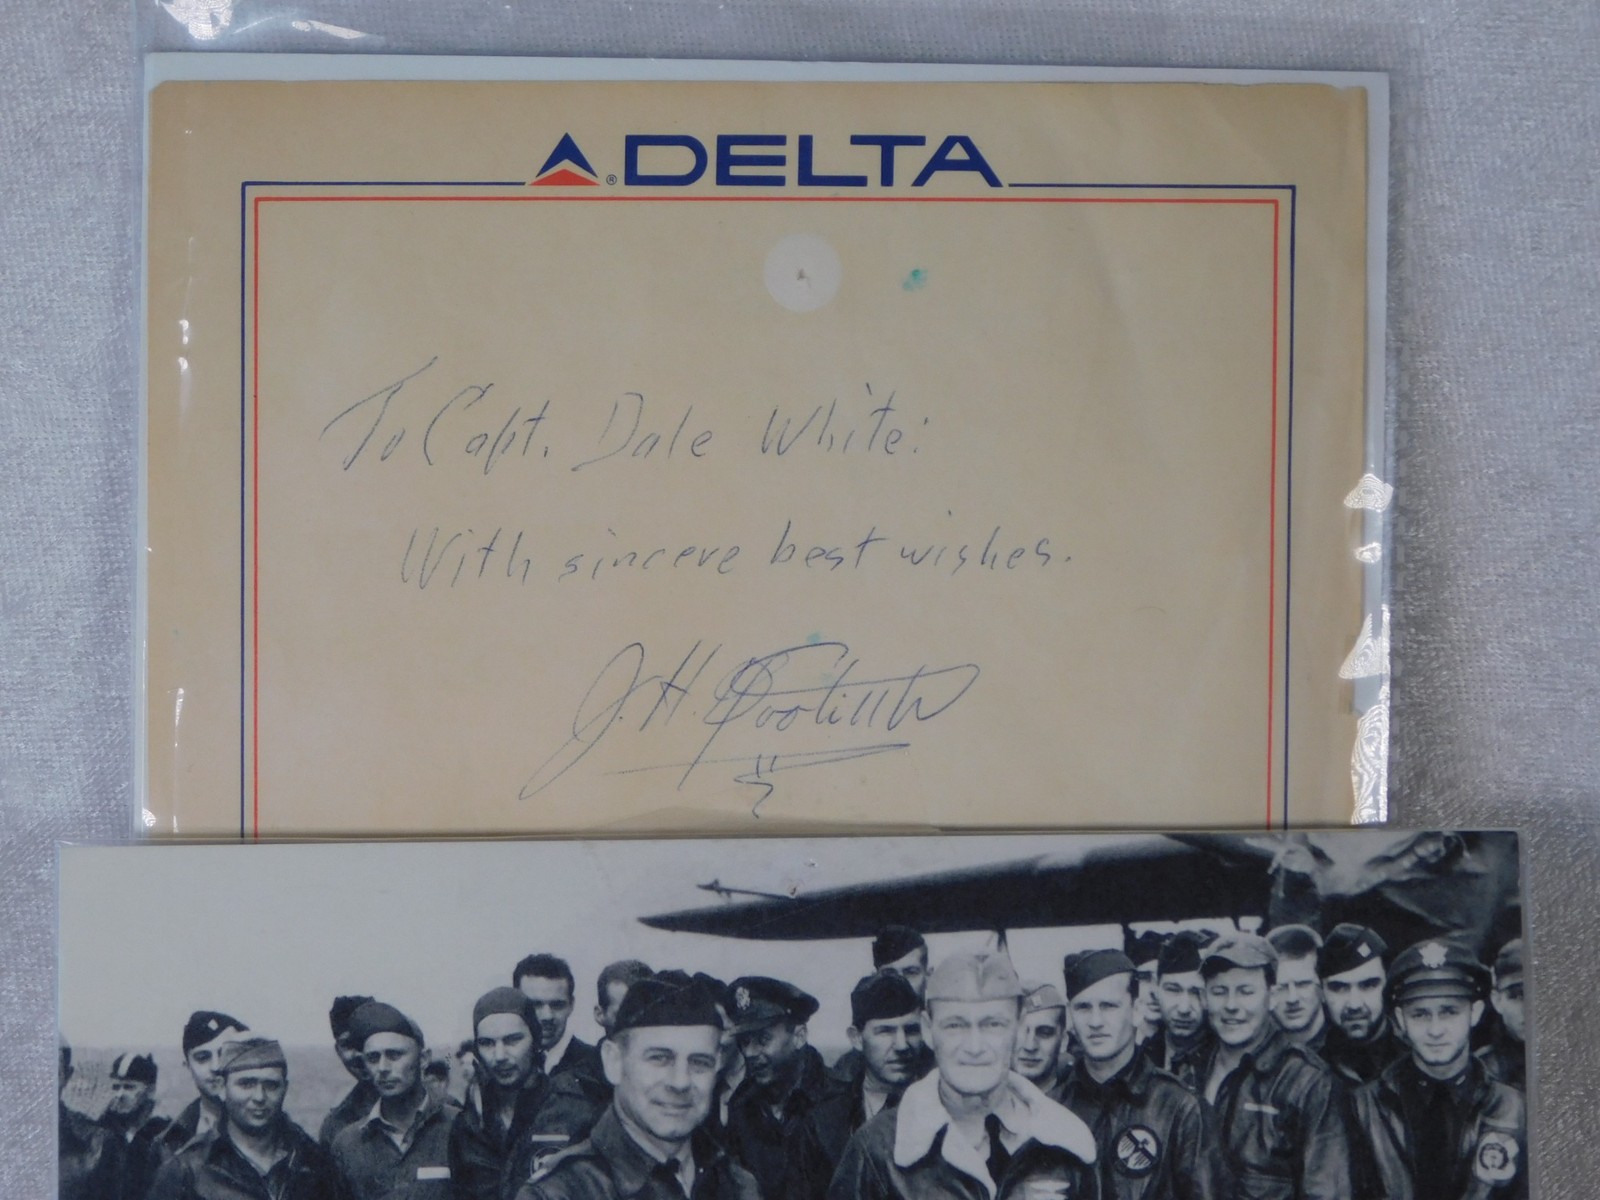 ® DELTA
To Capt. Dale White:
With sincere best wishes.
J. H. Doolittle